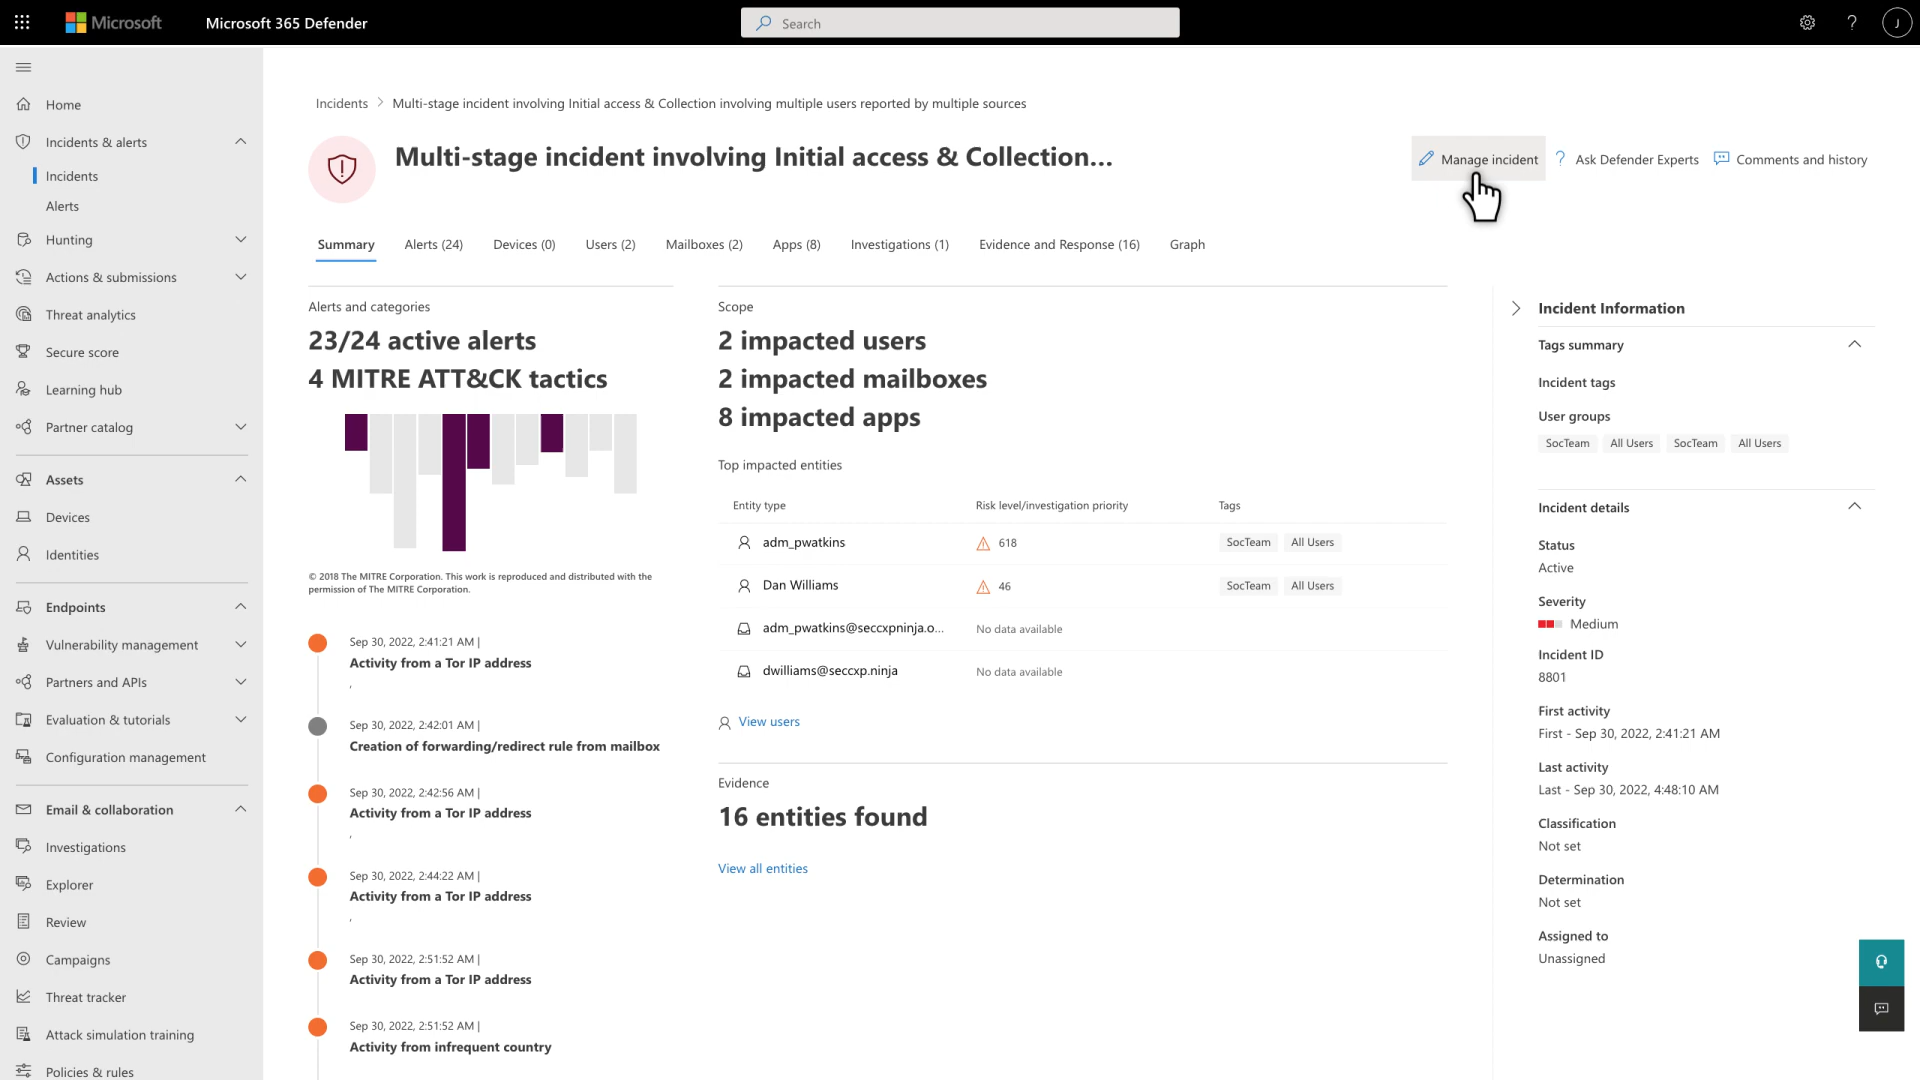 Microsoft
Microsoft 365 Defender
Search
J
Home
Incidents & alerts
Incidents
Alerts
Hunting
Actions & submissions
Threat analytics
Secure score
Learning hub
Partner catalog
Assets
Devices
Identities
Endpoints
Vulnerability management
Partners and APIs
Evaluation & tutorials
Configuration management
Email & collaboration
Investigations
Explorer
Review
Campaigns
Threat tracker
Attack simulation training
Policies & rules
Incidents > Multi-stage incident involving Initial access & Collection involving multiple users reported by multiple sources
Multi-stage incident involving Initial access & Collection...
Manage incident
? Ask Defender Experts
Comments and history
Summary
Alerts (24)
Devices (0)
Users (2)
Mailboxes (2)
Apps (8)
Investigations (1)
Evidence and Response (16)
Graph
Alerts and categories
23/24 active alerts
4 MITRE ATT&CK tactics
© 2018 The MITRE Corporation. This work is reproduced and distributed with the
permission of The MITRE Corporation.
Sep 30, 2022, 2:41:21 AM |
Activity from a Tor IP address
,
Sep 30, 2022, 2:42:01 AM |
Creation of forwarding/redirect rule from mailbox
Sep 30, 2022, 2:42:56 AM |
Activity from a Tor IP address
,
Sep 30, 2022, 2:44:22 AM |
Activity from a Tor IP address
,
Sep 30, 2022, 2:51:52 AM |
Activity from a Tor IP address
Sep 30, 2022, 2:51:52 AM |
Activity from infrequent country
Scope
2 impacted users
2 impacted mailboxes
8 impacted apps
Top impacted entities
Entity type Risk level/investigation priority Tags
adm_pwatkins 618 SocTeam All Users
Dan Williams 46 SocTeam All Users
adm_pwatkins@seccxpninja.o... No data available
dwilliams@seccxp.ninja No data available
View users
Evidence
16 entities found
View all entities
Incident Information
Tags summary
Incident tags
User groups
SocTeam All Users SocTeam All Users
Incident details
Status
Active
Severity
Medium
Incident ID
8801
First activity
First - Sep 30, 2022, 2:41:21 AM
Last activity
Last - Sep 30, 2022, 4:48:10 AM
Classification
Not set
Determination
Not set
Assigned to
Unassigned